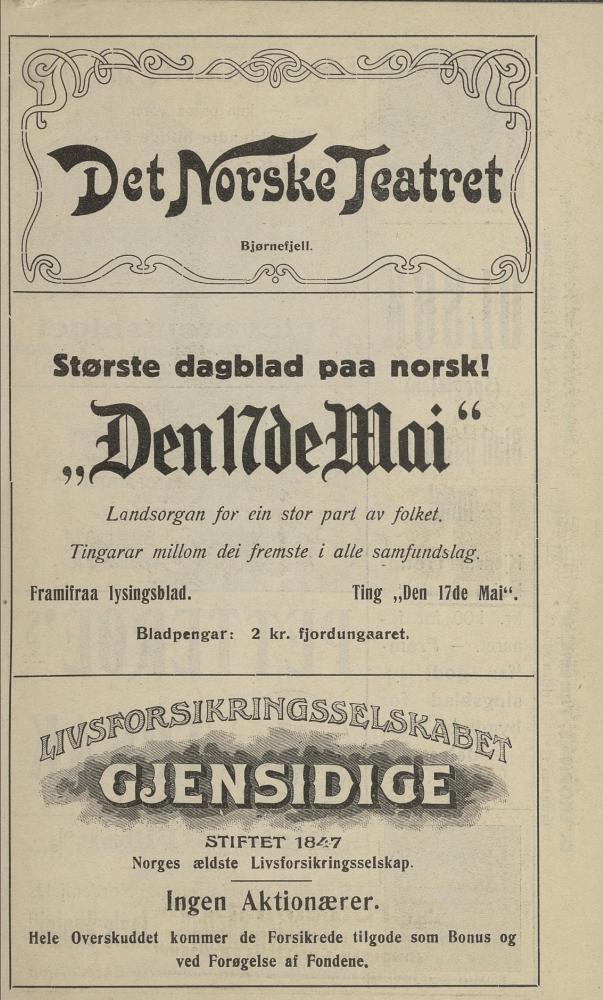 Det Norske Teatret
Bjørnefjell.
Største dagblad paa norsk!
„Den 17de Mai“
Landsorgan for ein stor part av folket.
Tingarar millom dei fremste i alle samfundslag.
Framifraa lysingsblad. Ting „Den 17de Mai“.
Bladpengar: 2 kr. fjordungaaret.
LIVSFORSIKRINGSSELSKABET
GJENSIDIGE
STIFTET 1847
Norges ældste Livsforsikringsselskap.
Ingen Aktionærer.
Hele Overskuddet kommer de Forsikrede tilgode som Bonus og
ved Forøgelse af Fondene.